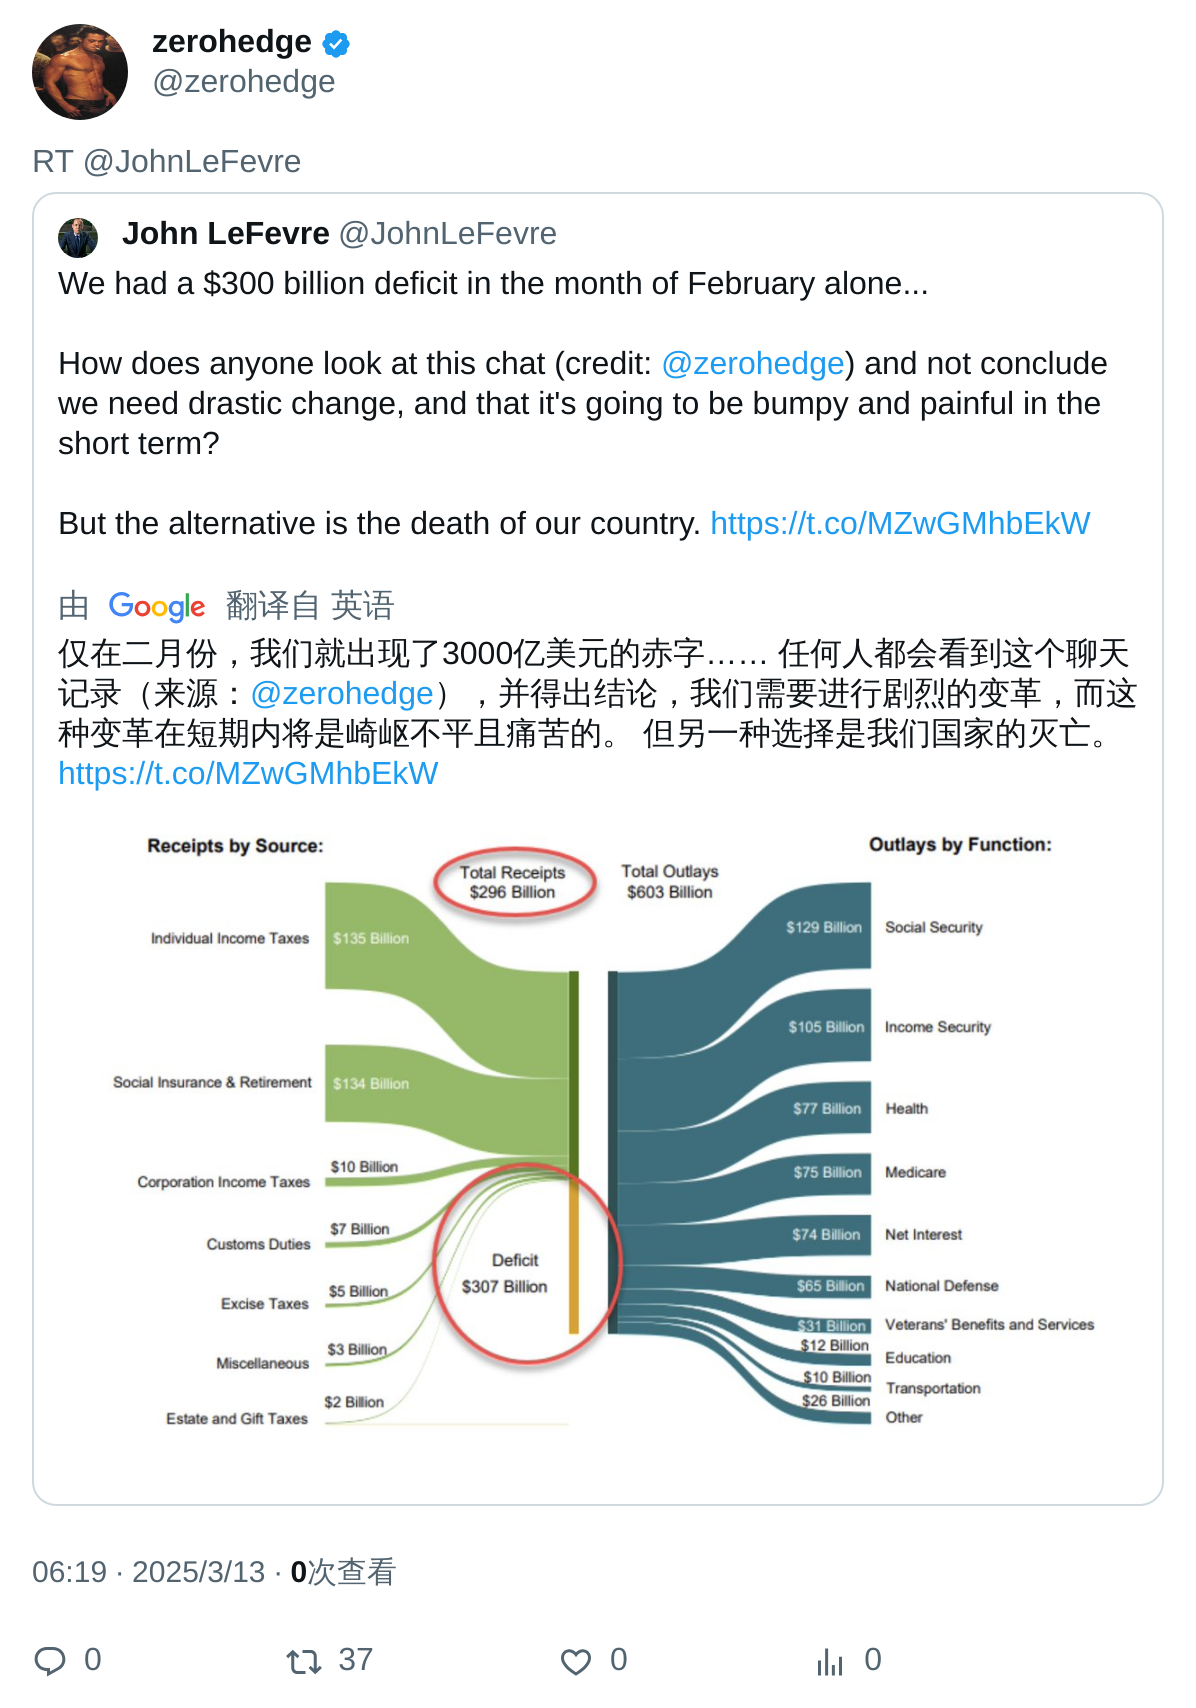 zerohedge
@zerohedge
RT @JohnLeFevre
John LeFevre @JohnLeFevre
We had a $300 billion deficit in the month of February alone...
How does anyone look at this chat (credit: @zerohedge) and not conclude
we need drastic change, and that it's going to be bumpy and painful in the
short term?
But the alternative is the death of our country. https://t.co/MZwGMhbEkW
由 Google 翻译自 英语
仅在二月份，我们就出现了3000亿美元的赤字…… 任何人都会看到这个聊天
记录（来源：@zerohedge），并得出结论，我们需要进行剧烈的变革，而这
种变革在短期内将是崎岖不平且痛苦的。 但另一种选择是我们国家的灭亡。
https://t.co/MZwGMhbEkW
Receipts by Source:
Outlays by Function:
Total Receipts
$296 Billion
Total Outlays
$603 Billion
Individual Income Taxes
$135 Billion
Social Insurance & Retirement
$134 Billion
Corporation Income Taxes
$10 Billion
Customs Duties
$7 Billion
Excise Taxes
$5 Billion
Miscellaneous
$3 Billion
Estate and Gift Taxes
$2 Billion
Deficit
$307 Billion
$129 Billion
Social Security
$105 Billion
Income Security
$77 Billion
Health
$75 Billion
Medicare
$74 Billion
Net Interest
$65 Billion
National Defense
$31 Billion
Veterans' Benefits and Services
$12 Billion
Education
$10 Billion
Transportation
$26 Billion
Other
06:19 · 2025/3/13 · 0次查看
0
37
0
0